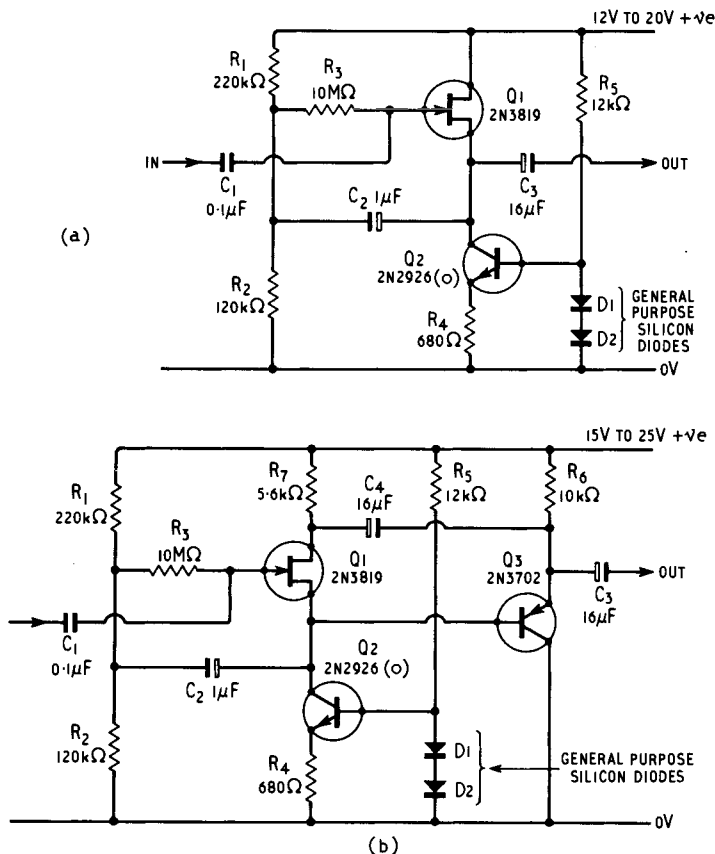 12V TO 20V +ve
R1
220kΩ
R3
10MΩ
Q1
2N3819
R5
12kΩ
IN
OUT
C1
0·1μF
C3
16μF
C2 1μF
(a)
Q2
2N2926 (o)
R2
120kΩ
R4
680Ω
D1
D2
GENERAL
PURPOSE
SILICON
DIODES
0V
15V TO 25V +ve
R7
5·6kΩ
C4
16μF
R5
12kΩ
R6
10kΩ
R1
220kΩ
R3
10MΩ
Q1
2N3819
Q3
2N3702
OUT
C3
16μF
C1
0·1μF
C2 1μF
Q2
2N2926 (o)
R2
120kΩ
R4
680Ω
D1
D2
GENERAL PURPOSE
SILICON DIODES
0V
(b)